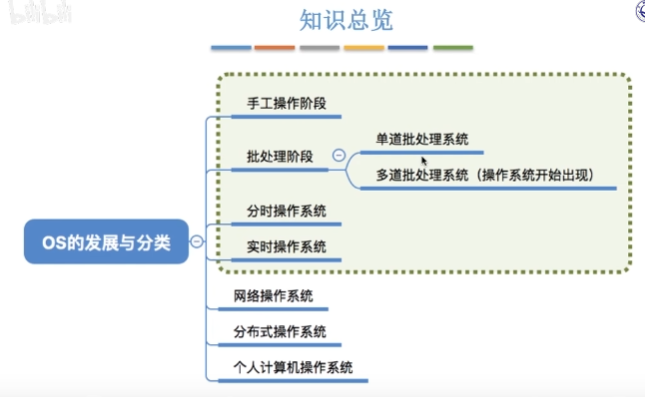 bilibili
知识总览
手工操作阶段
批处理阶段
单道批处理系统
多道批处理系统（操作系统开始出现）
分时操作系统
实时操作系统
OS的发展与分类
网络操作系统
分布式操作系统
个人计算机操作系统